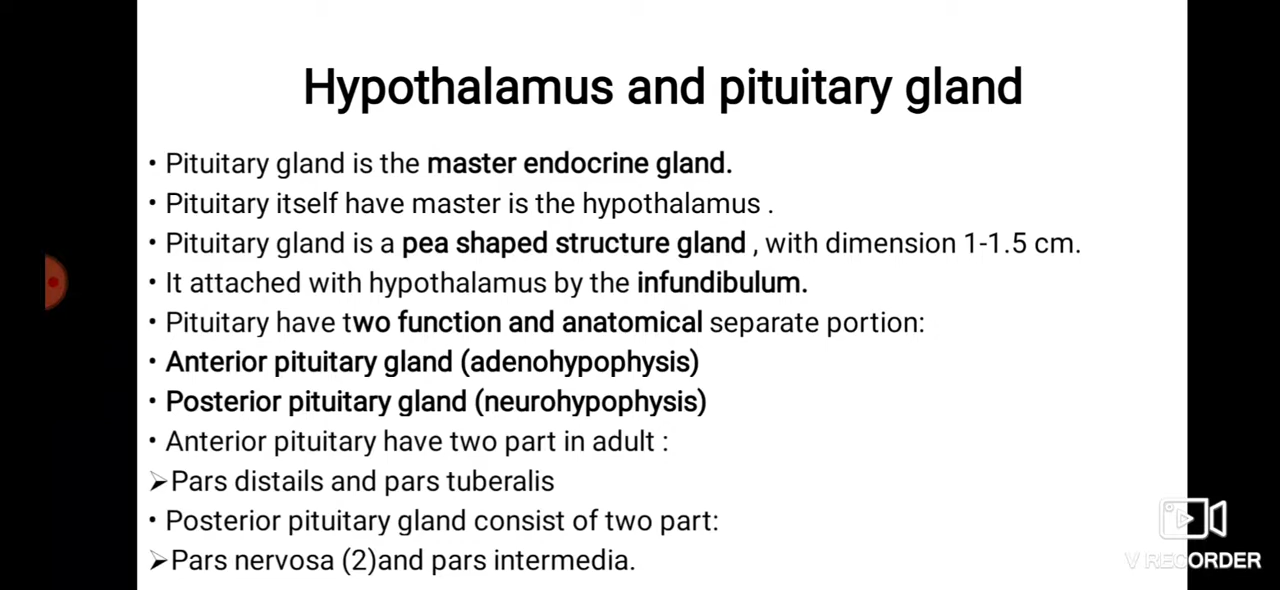 Hypothalamus and pituitary gland
• Pituitary gland is the master endocrine gland.
• Pituitary itself have master is the hypothalamus .
• Pituitary gland is a pea shaped structure gland , with dimension 1-1.5 cm.
• It attached with hypothalamus by the infundibulum.
• Pituitary have two function and anatomical separate portion:
• Anterior pituitary gland (adenohypophysis)
• Posterior pituitary gland (neurohypophysis)
• Anterior pituitary have two part in adult :
➢Pars distails and pars tuberalis
• Posterior pituitary gland consist of two part:
➢Pars nervosa (2)and pars intermedia.
V RECORDER